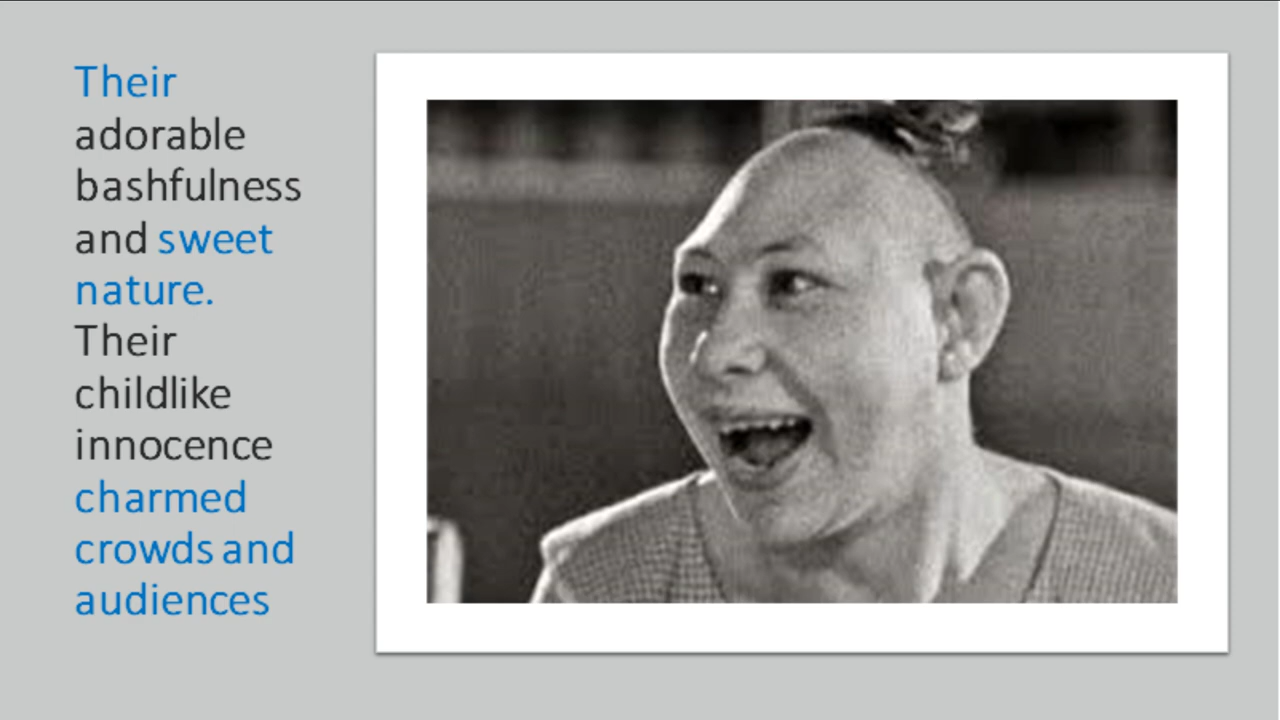 Their
adorable
bashfulness
and sweet
nature.
Their
childlike
innocence
charmed
crowds and
audiences